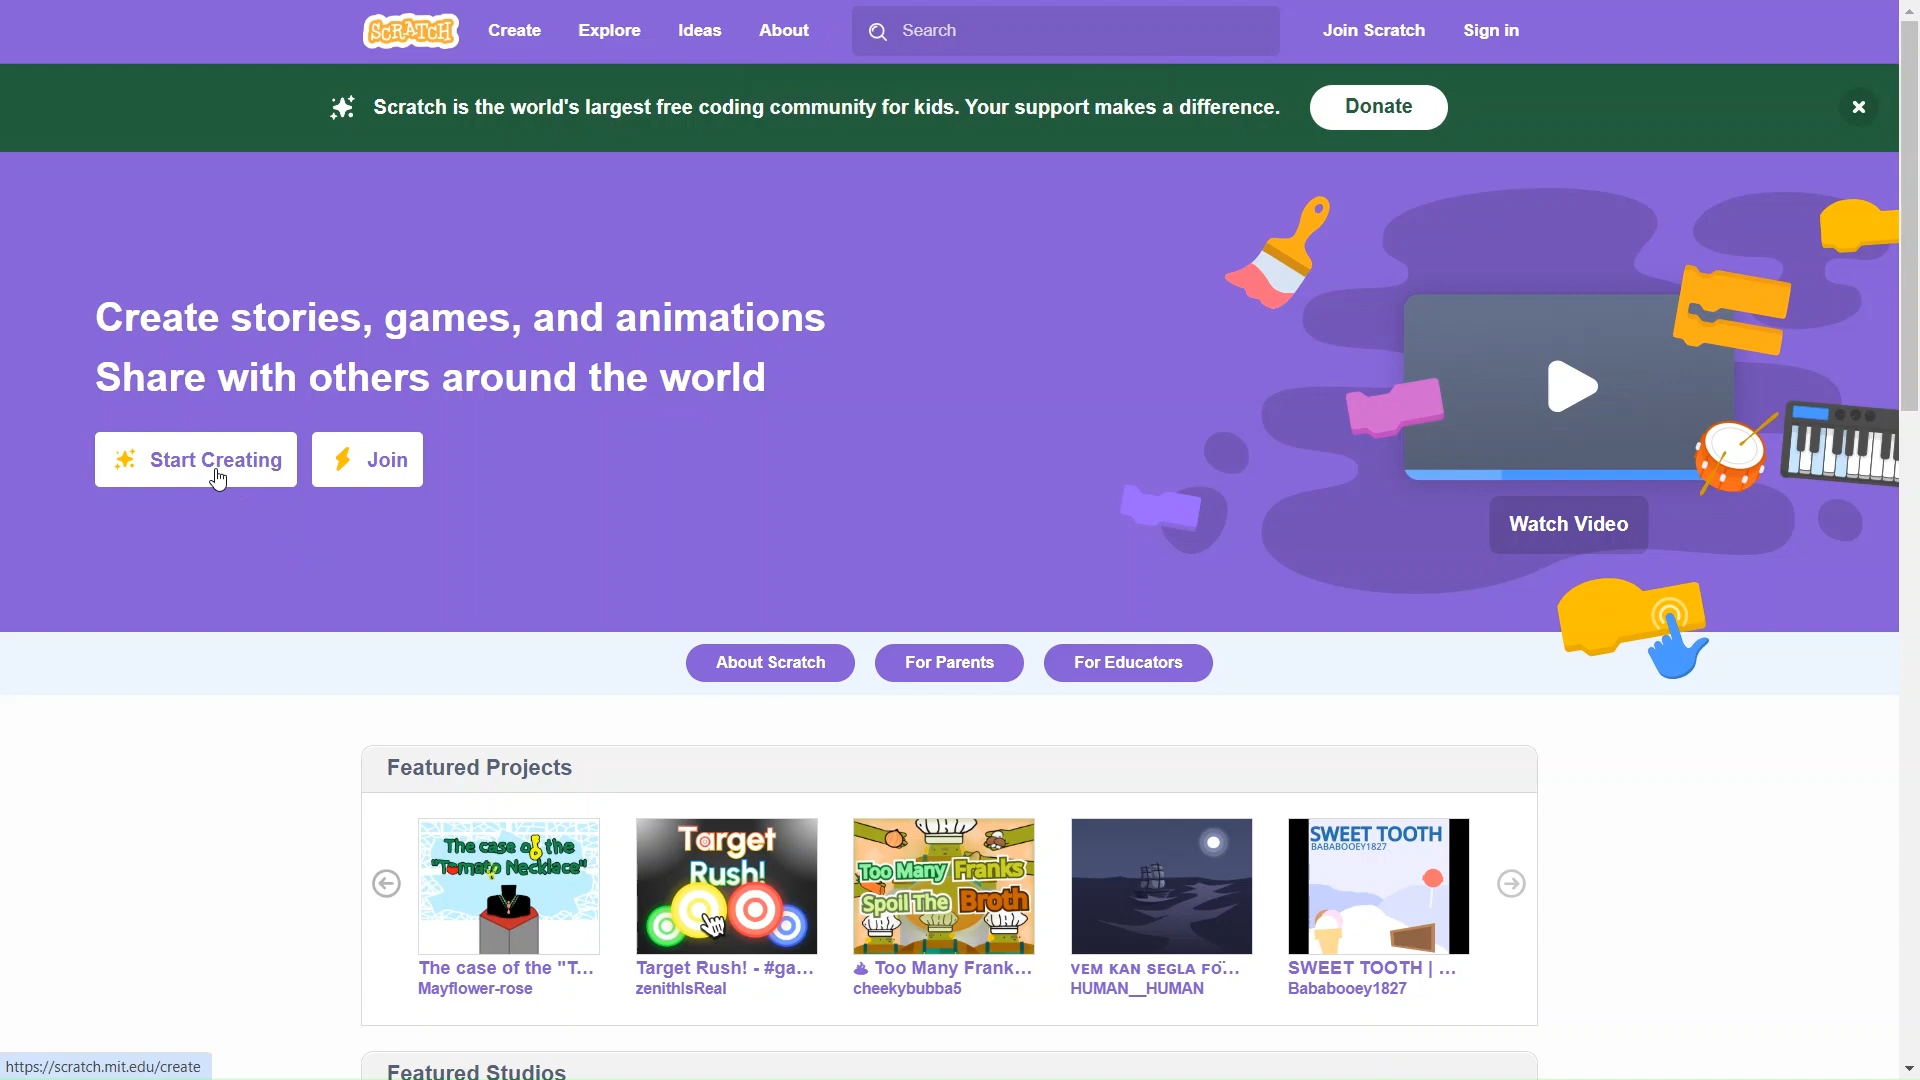 SCRATCH Create Explore Ideas About Search Join Scratch Sign in
Scratch is the world's largest free coding community for kids. Your support makes a difference. Donate
Create stories, games, and animations
Share with others around the world
Start Creating Join
Watch Video
About Scratch For Parents For Educators
Featured Projects
The case of the
"Tomato Necklace"
Target
Rush!
Too Many Franks
Spoil The Broth
SWEET TOOTH
BABABOOEY1827
The case of the "T... Target Rush! - #ga... Too Many Frank... VEM KAN SEGLA FÖ... SWEET TOOTH | ...
Mayflower-rose zenithIsReal cheekybubba5 HUMAN__HUMAN Bababooey1827
Featured Studios
https://scratch.mit.edu/create